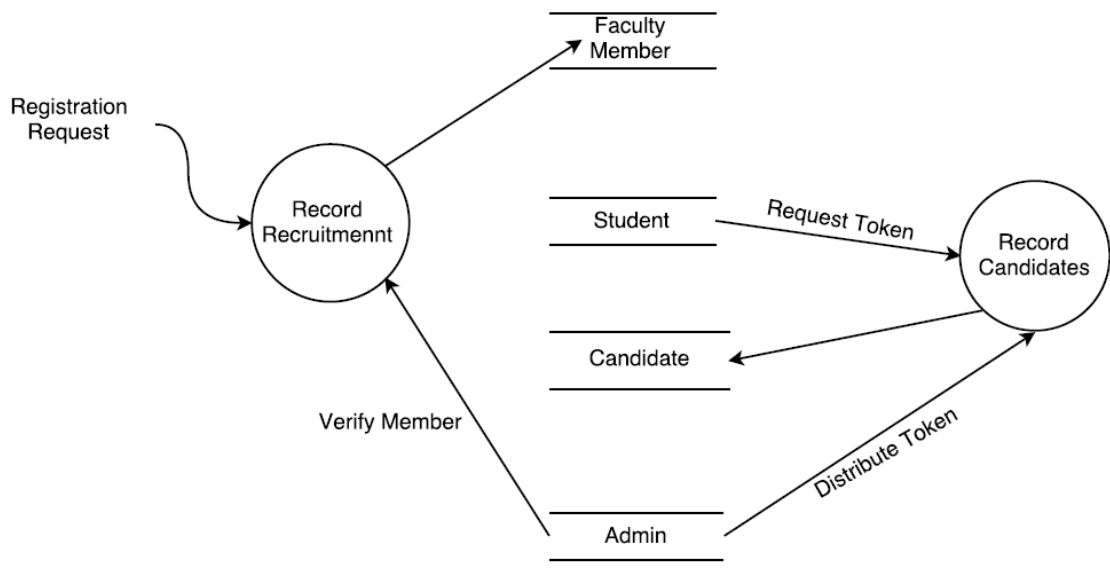 Faculty
Member
Registration
Request
Record
Recruitmennt
Student
Request Token
Record
Candidates
Candidate
Verify Member
Distribute Token
Admin